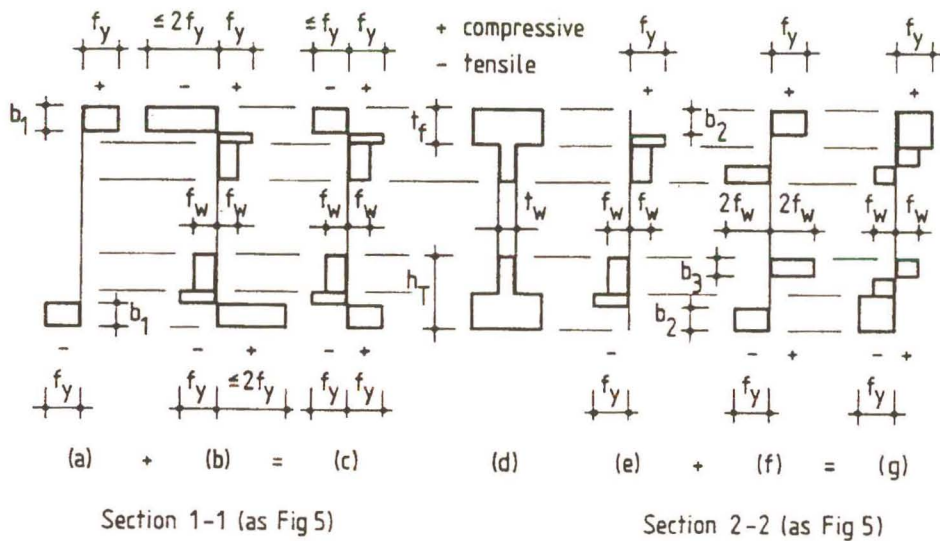 f_y ≤2f_y f_y ≤f_y f_y + compressive f_y f_y f_y
+ - + - + - tensile + + +
b_1 t_f b_2
f_w f_w f_w f_w t_w f_w f_w 2f_w 2f_w f_w f_w
b_1 h_T b_3 b_2
- - + - + - - + - +
f_y f_y ≤2f_y f_y f_y f_y f_y f_y
(a) + (b) = (c) (d) (e) + (f) = (g)
Section 1-1 (as Fig 5) Section 2-2 (as Fig 5)